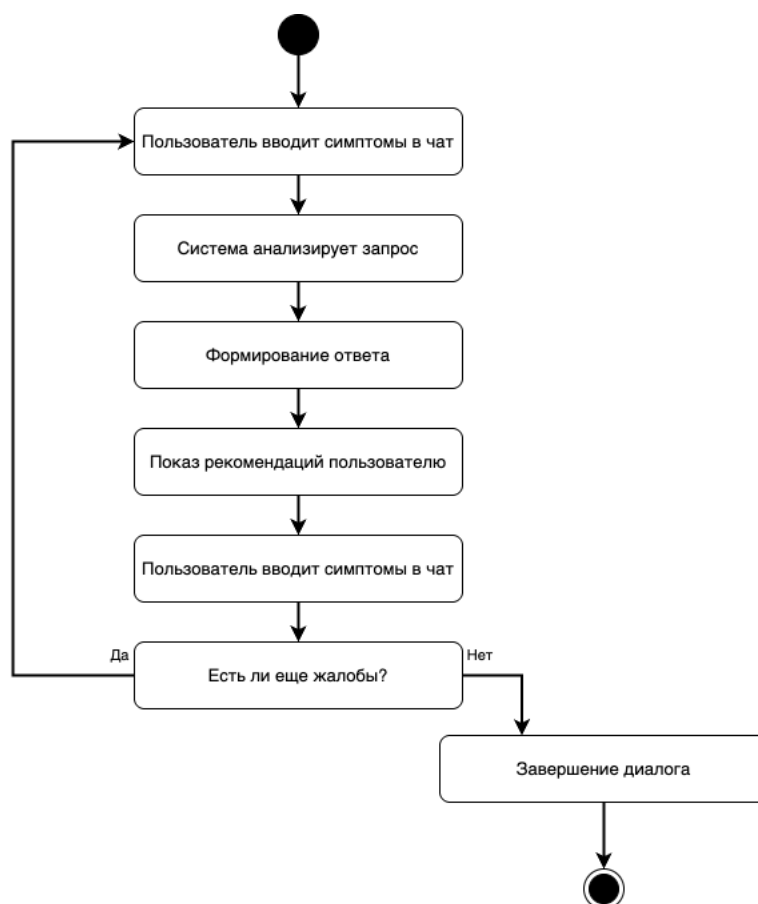 Пользователь вводит симптомы в чат
Система анализирует запрос
Формирование ответа
Показ рекомендаций пользователю
Пользователь вводит симптомы в чат
Да
Есть ли еще жалобы?
Нет
Завершение диалога